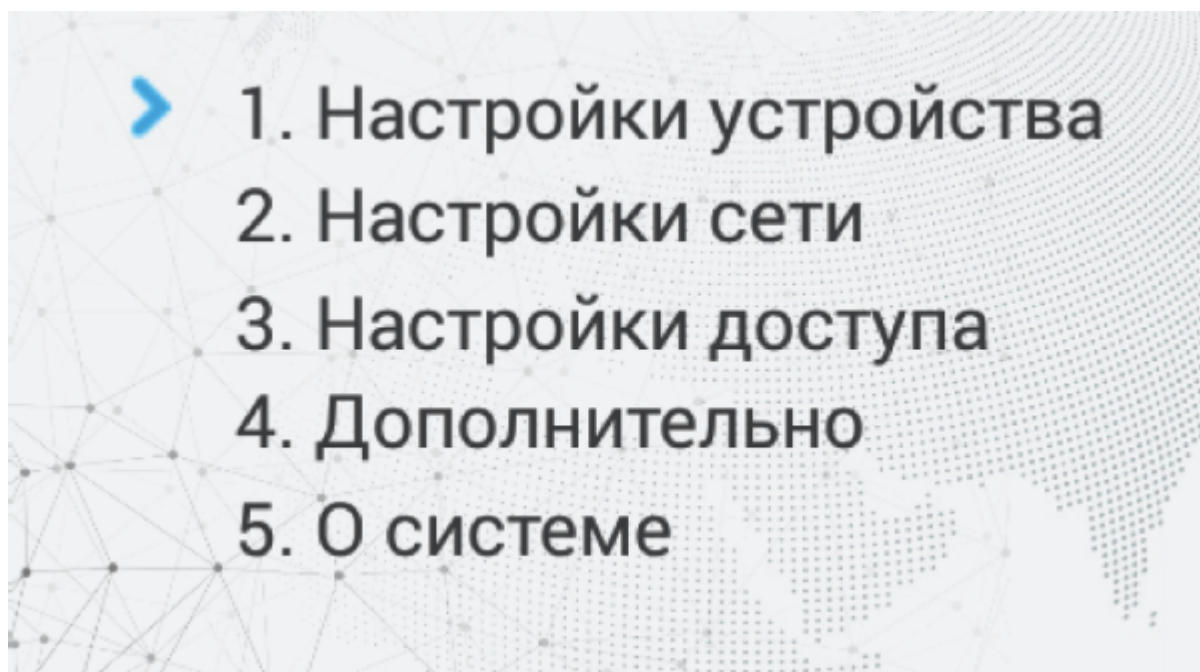 1. Настройки устройства
2. Настройки сети
3. Настройки доступа
4. Дополнительно
5. О системе